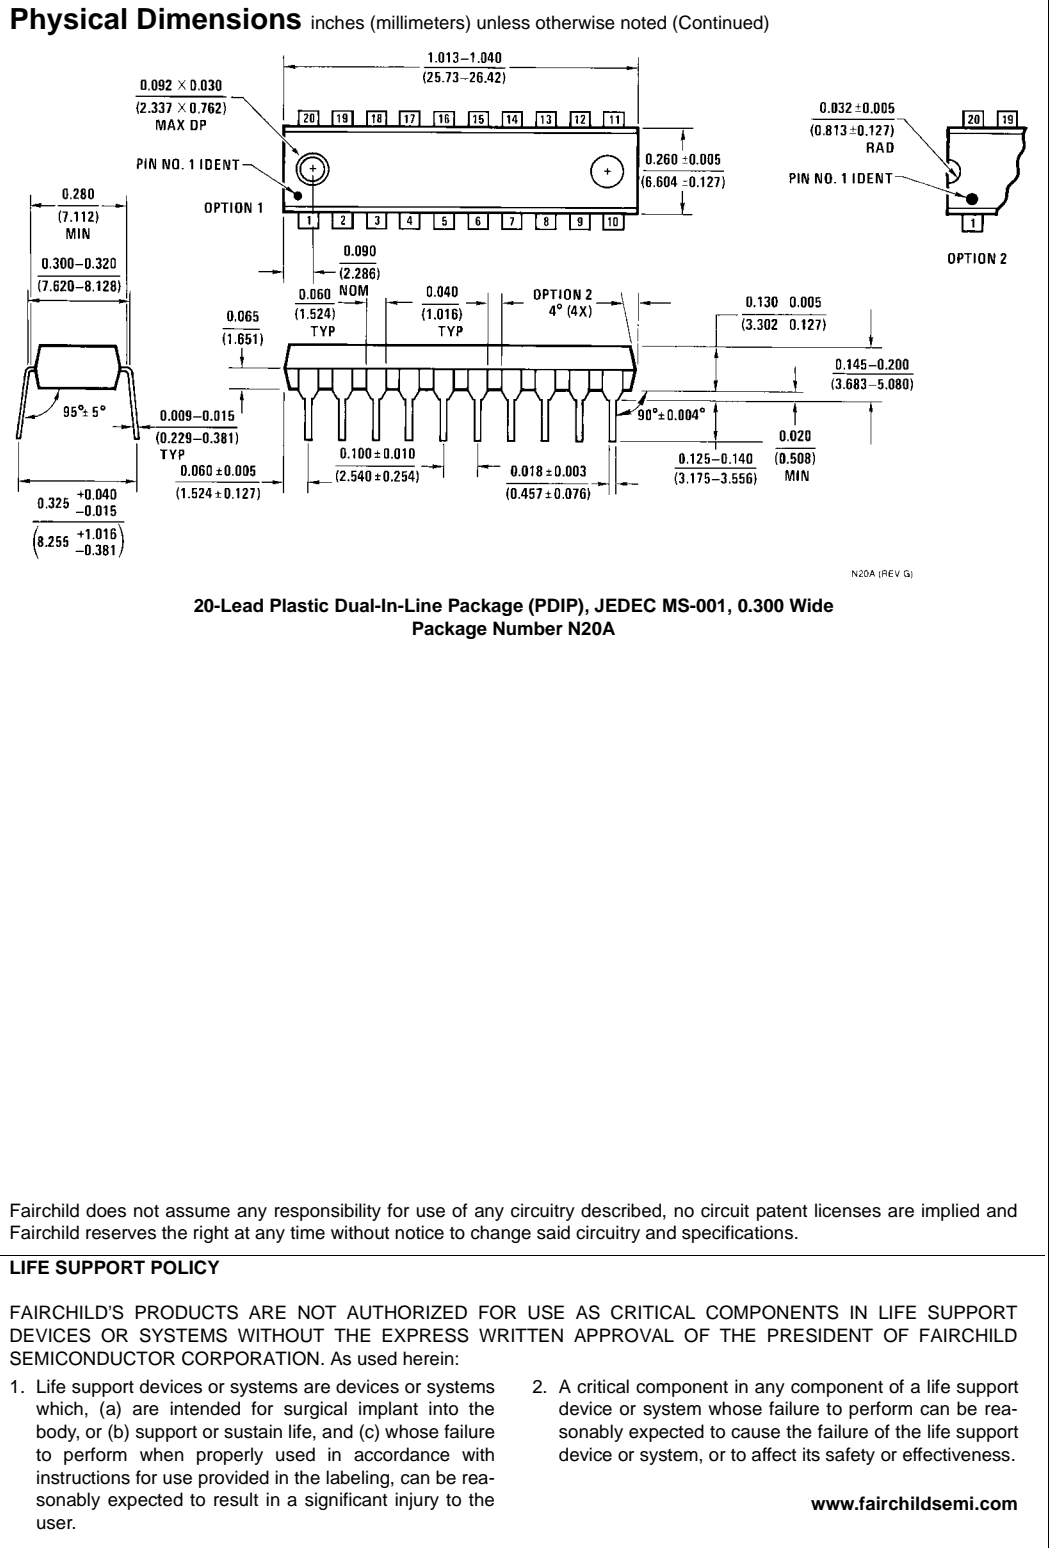 Physical Dimensions inches (millimeters) unless otherwise noted (Continued)
1.013–1.040
(25.73–26.42)
0.092 × 0.030
(2.337 × 0.762)
MAX DP
PIN NO. 1 IDENT
OPTION 1
20 19 18 17 16 15 14 13 12 11
1 2 3 4 5 6 7 8 9 10
0.260 ±0.005
(6.604 ±0.127)
0.032 ±0.005
(0.813 ±0.127)
RAD
PIN NO. 1 IDENT
20 19
1
OPTION 2
0.280
(7.112)
MIN
0.300–0.320
(7.620–8.128)
0.090
(2.286)
NOM
0.060
(1.524)
TYP
0.040
(1.016)
TYP
OPTION 2
4° (4X)
0.130 0.005
(3.302 0.127)
0.065
(1.651)
0.145–0.200
(3.683–5.080)
95°± 5°
0.009–0.015
(0.229–0.381)
TYP
90°±0.004°
0.020
(0.508)
MIN
0.125–0.140
(3.175–3.556)
0.100 ±0.010
(2.540 ±0.254)
0.018 ±0.003
(0.457 ±0.076)
0.060 ±0.005
(1.524 ±0.127)
0.325 +0.040
−0.015
(8.255 +1.016
−0.381)
N20A (REV G)
20-Lead Plastic Dual-In-Line Package (PDIP), JEDEC MS-001, 0.300 Wide
Package Number N20A
Fairchild does not assume any responsibility for use of any circuitry described, no circuit patent licenses are implied and
Fairchild reserves the right at any time without notice to change said circuitry and specifications.
LIFE SUPPORT POLICY
FAIRCHILD'S PRODUCTS ARE NOT AUTHORIZED FOR USE AS CRITICAL COMPONENTS IN LIFE SUPPORT
DEVICES OR SYSTEMS WITHOUT THE EXPRESS WRITTEN APPROVAL OF THE PRESIDENT OF FAIRCHILD
SEMICONDUCTOR CORPORATION. As used herein:
1. Life support devices or systems are devices or systems
which, (a) are intended for surgical implant into the
body, or (b) support or sustain life, and (c) whose failure
to perform when properly used in accordance with
instructions for use provided in the labeling, can be rea-
sonably expected to result in a significant injury to the
user.
2. A critical component in any component of a life support
device or system whose failure to perform can be rea-
sonably expected to cause the failure of the life support
device or system, or to affect its safety or effectiveness.
www.fairchildsemi.com